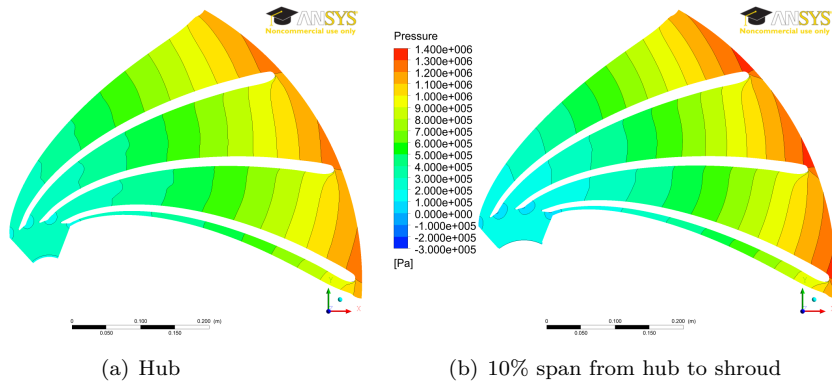 ANSYS
Noncommercial use only
ANSYS
Noncommercial use only
Pressure
1.400e+006
1.300e+006
1.200e+006
1.100e+006
1.000e+006
9.000e+005
8.000e+005
7.000e+005
6.000e+005
5.000e+005
4.000e+005
3.000e+005
2.000e+005
1.000e+005
0.000e+000
-1.000e+005
-2.000e+005
-3.000e+005
[Pa]
0 0.100 0.200 (m)
0.050 0.150
X
0 0.100 0.200 (m)
0.050 0.150
X
(a) Hub
(b) 10% span from hub to shroud